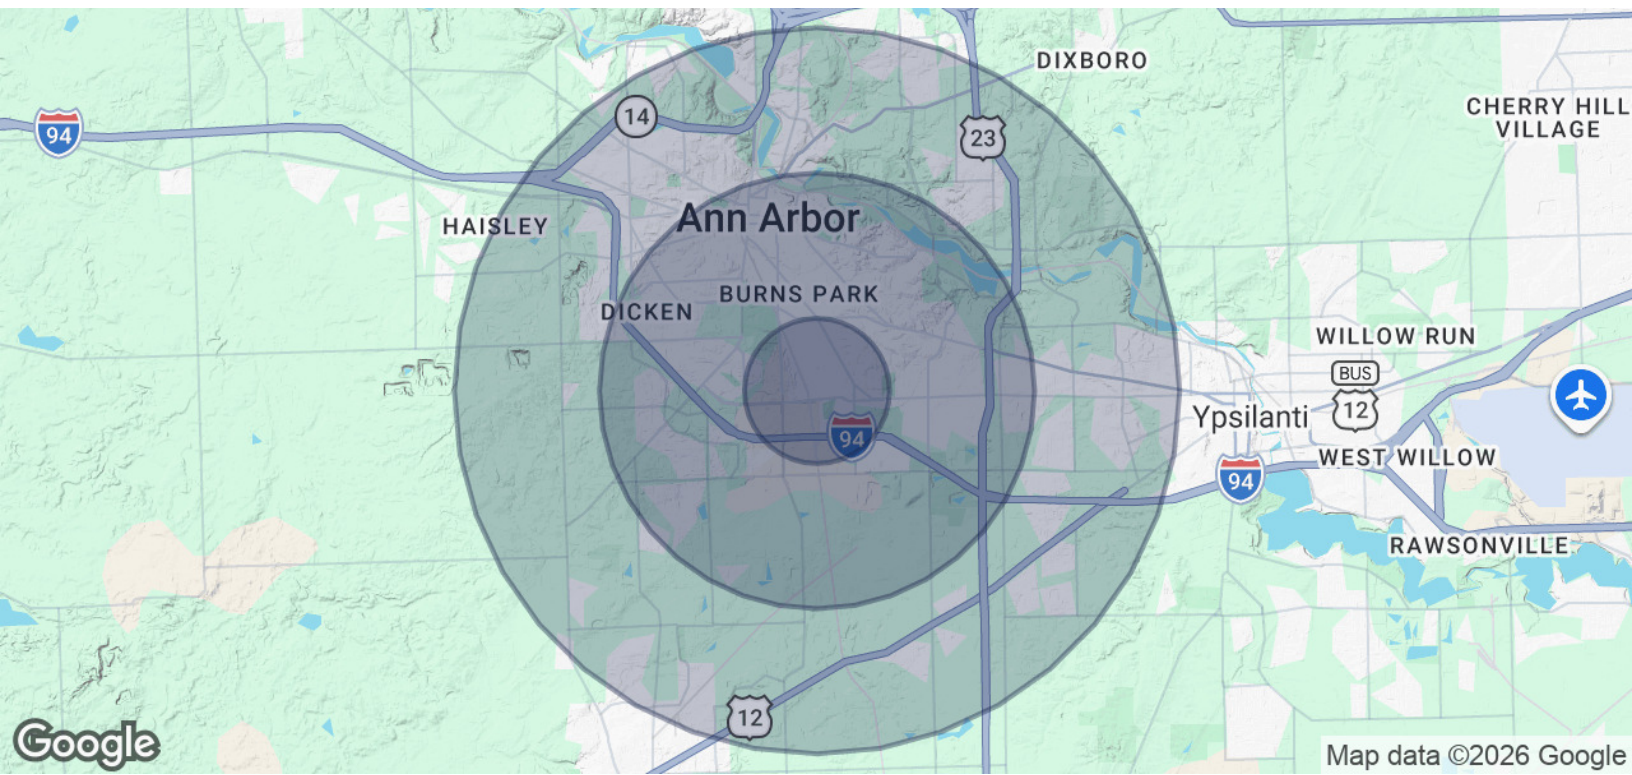 DIXBORO
CHERRY HILL
VILLAGE
94
14
23
Ann Arbor
HAISLEY
BURNS PARK
DICKEN
WILLOW RUN
BUS
12
Ypsilanti
94
WEST WILLOW
94
RAWSONVILLE
12
Google
Map data ©2026 Google